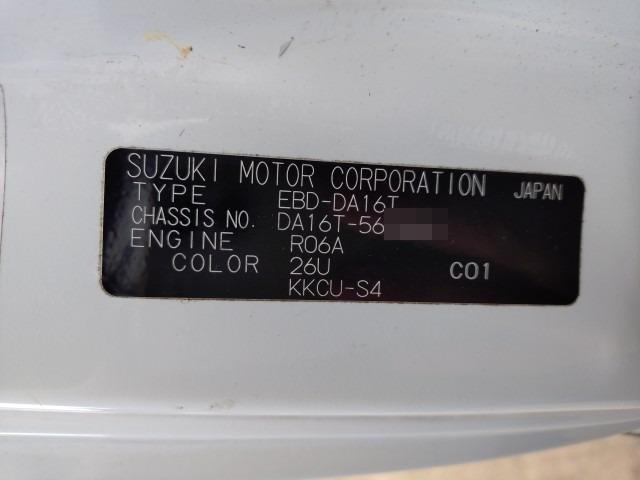 SUZUKI MOTOR CORPORATION JAPAN
TYPE EBD-DA16T
CHASSIS NO. DA16T-56
ENGINE R06A
COLOR 26U C01
KKCU-S4